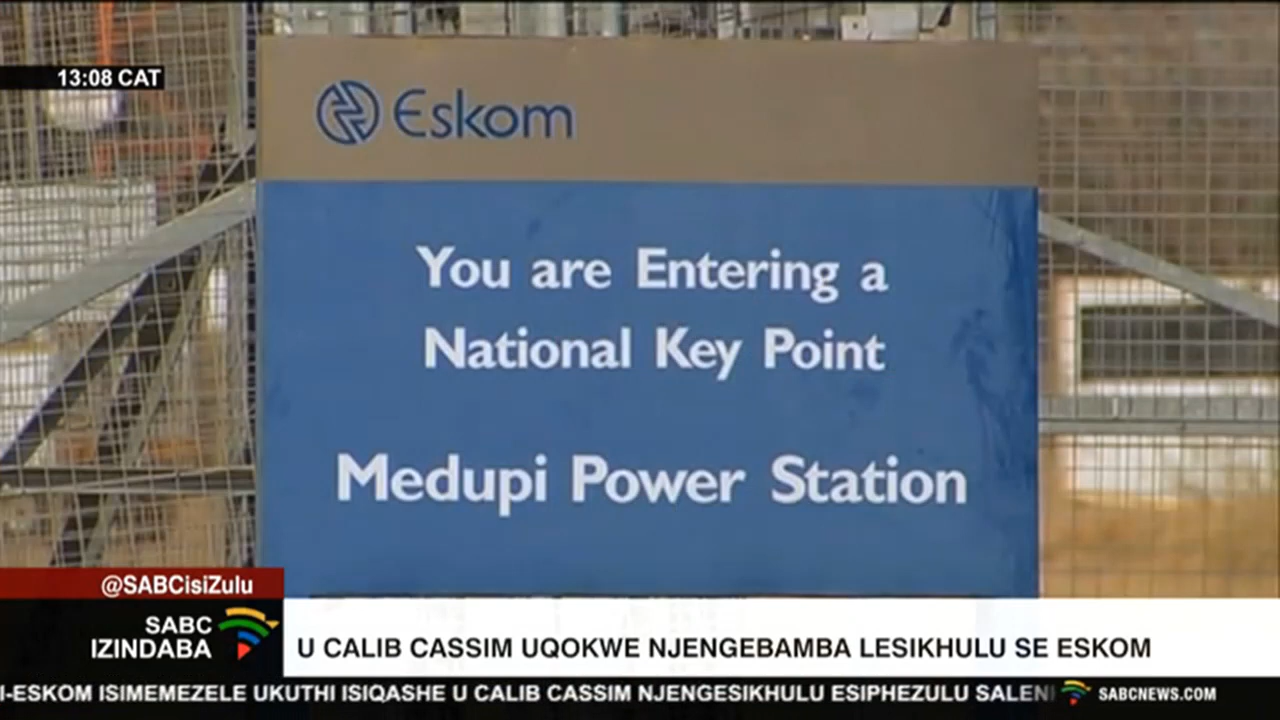 13:08 CAT
Eskom
You are Entering a
National Key Point
Medupi Power Station
@SABCisiZulu
SABC
IZINDABA
U CALIB CASSIM UQOKWE NJENGEBAMBA LESIKHULU SE ESKOM
I-ESKOM ISIMEMEZELE UKUTHI ISIQASHE U CALIB CASSIM NJENGESIKHULU ESIPHEZULU SALENI SABCNEWS.COM